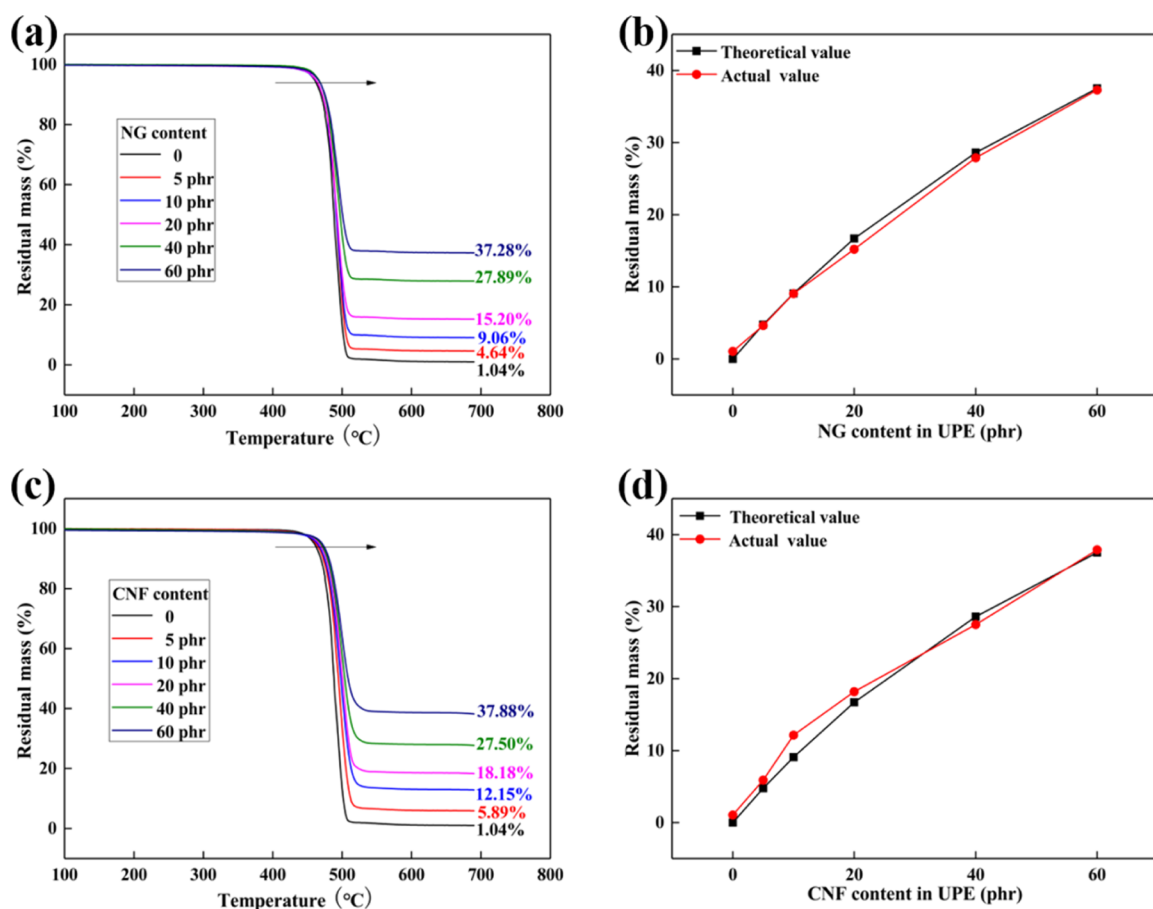 (a)
100
80
60
40
20
0
Residual mass (%)
NG content
0
5 phr
10 phr
20 phr
40 phr
60 phr
37.28%
27.89%
15.20%
9.06%
4.64%
1.04%
100 200 300 400 500 600 700 800
Temperature (℃)
(b)
Theoretical value
Actual value
40
30
20
10
0
Residual mass (%)
0 20 40 60
NG content in UPE (phr)
(c)
100
80
60
40
20
0
Residual mass (%)
CNF content
0
5 phr
10 phr
20 phr
40 phr
60 phr
37.88%
27.50%
18.18%
12.15%
5.89%
1.04%
100 200 300 400 500 600 700 800
Temperature (℃)
(d)
Theoretical value
Actual value
40
30
20
10
0
Residual mass (%)
0 20 40 60
CNF content in UPE (phr)